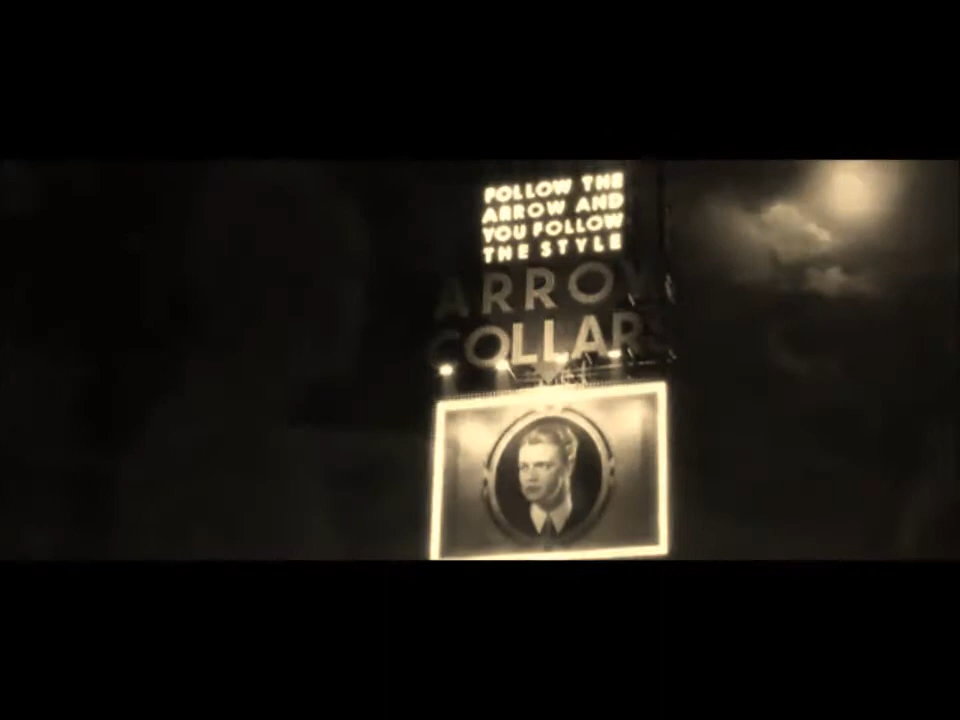 FOLLOW THE
ARROW AND
YOU FOLLOW
THE STYLE
ARROW
COLLARS